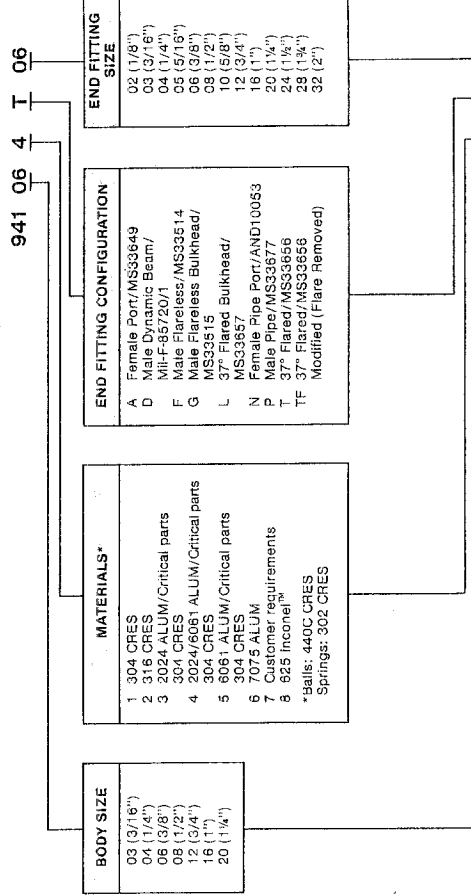 941 06 4 T 06
BODY SIZE
03 (3/16")
04 (1/4")
06 (3/8")
08 (1/2")
12 (3/4")
16 (1")
20 (1¼")
MATERIALS*
1 304 CRES
2 316 CRES
3 2024 ALUM/Critical parts
304 CRES
4 2024/6061 ALUM/Critical parts
304 CRES
5 6061 ALUM/Critical parts
304 CRES
6 7075 ALUM
7 Customer requirements
8 625 Inconel™
*Balls: 440C CRES
Springs: 302 CRES
END FITTING CONFIGURATION
A Female Port/MS33649
D Male Dynamic Beam/
Mil-F-85720/1
F Male Flareless/MS33514
G Male Flareless Bulkhead/
MS33515
L 37° Flared Bulkhead/
MS33657
N Female Pipe Port/AND10053
P Male Pipe/MS33677
T 37° Flared/MS33656
TF 37° Flared/MS33656
Modified (Flare Removed)
END FITTING
SIZE
02 (1/8")
03 (3/16")
04 (1/4")
05 (5/16")
06 (3/8")
08 (1/2")
10 (5/8")
12 (3/4")
16 (1")
20 (1¼")
24 (1½")
28 (1¾")
32 (2")